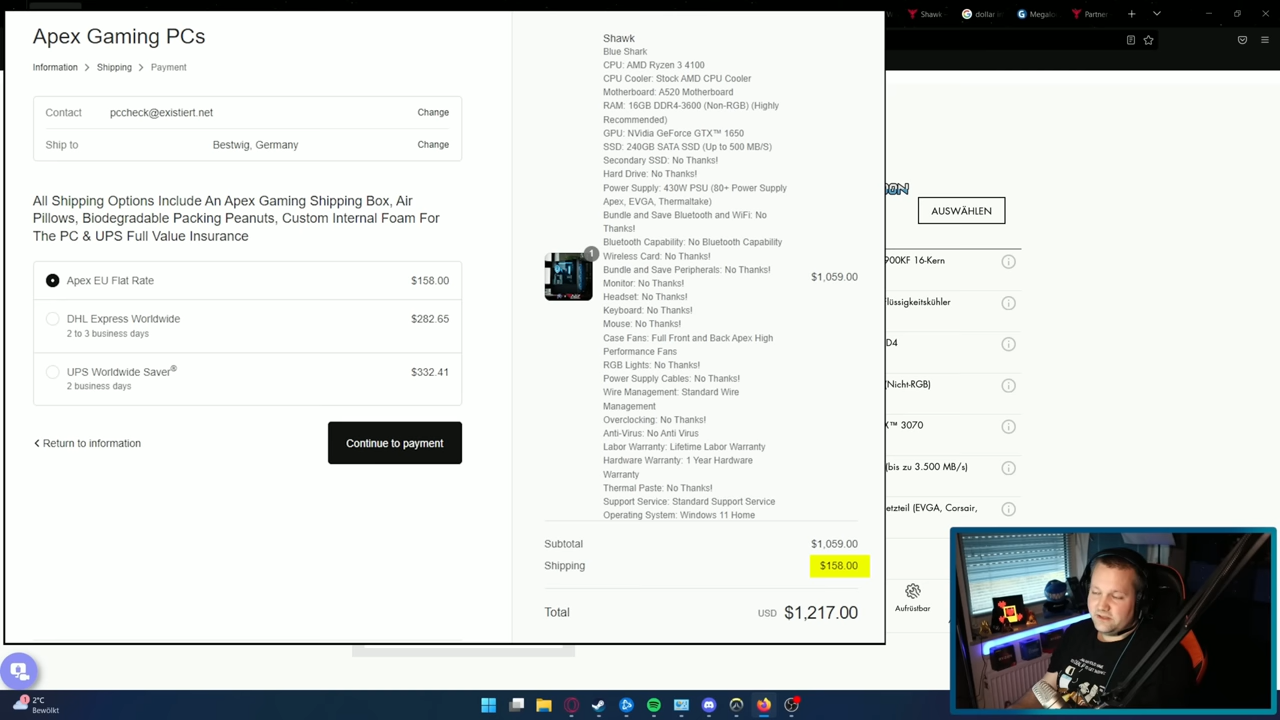 Shawk
dollar
Megalo
Partner
Apex Gaming PCs
Information
Shipping
Payment
Contact
pccheck@existiert.net
Change
Ship to
Bestwig, Germany
Change
All Shipping Options Include An Apex Gaming Shipping Box, Air
Pillows, Biodegradable Packing Peanuts, Custom Internal Foam For
The PC & UPS Full Value Insurance
Apex EU Flat Rate
$158.00
DHL Express Worldwide
$282.65
2 to 3 business days
UPS Worldwide Saver®
$332.41
2 business days
Return to information
Continue to payment
Shawk
Blue Shark
CPU: AMD Ryzen 3 4100
CPU Cooler: Stock AMD CPU Cooler
Motherboard: A520 Motherboard
RAM: 16GB DDR4-3600 (Non-RGB) (Highly
Recommended)
GPU: NVidia GeForce GTX™ 1650
SSD: 240GB SATA SSD (Up to 500 MB/S)
Secondary SSD: No Thanks!
Hard Drive: No Thanks!
Power Supply: 430W PSU (80+ Power Supply
Apex, EVGA, Thermaltake)
Bundle and Save Bluetooth and WiFi: No
Thanks!
Bluetooth Capability: No Bluetooth Capability
Wireless Card: No Thanks!
Bundle and Save Peripherals: No Thanks!
Monitor: No Thanks!
Headset: No Thanks!
Keyboard: No Thanks!
Mouse: No Thanks!
Case Fans: Full Front and Back Apex High
Performance Fans
RGB Lights: No Thanks!
Power Supply Cables: No Thanks!
Wire Management: Standard Wire
Management
Overclocking: No Thanks!
Anti-Virus: No Anti Virus
Labor Warranty: Lifetime Labor Warranty
Hardware Warranty: 1 Year Hardware
Warranty
Thermal Paste: No Thanks!
Support Service: Standard Support Service
Operating System: Windows 11 Home
1
$1,059.00
Subtotal
$1,059.00
Shipping
$158.00
Total
USD $1,217.00
AUSWÄHLEN
900KF 16-Kern
Flüssigkeitskühler
D4
(Nicht-RGB)
X™ 3070
(bis zu 3.500 MB/s)
etzteil (EVGA, Corsair,
Aufrüstbar
1
2°C
Bewölkt